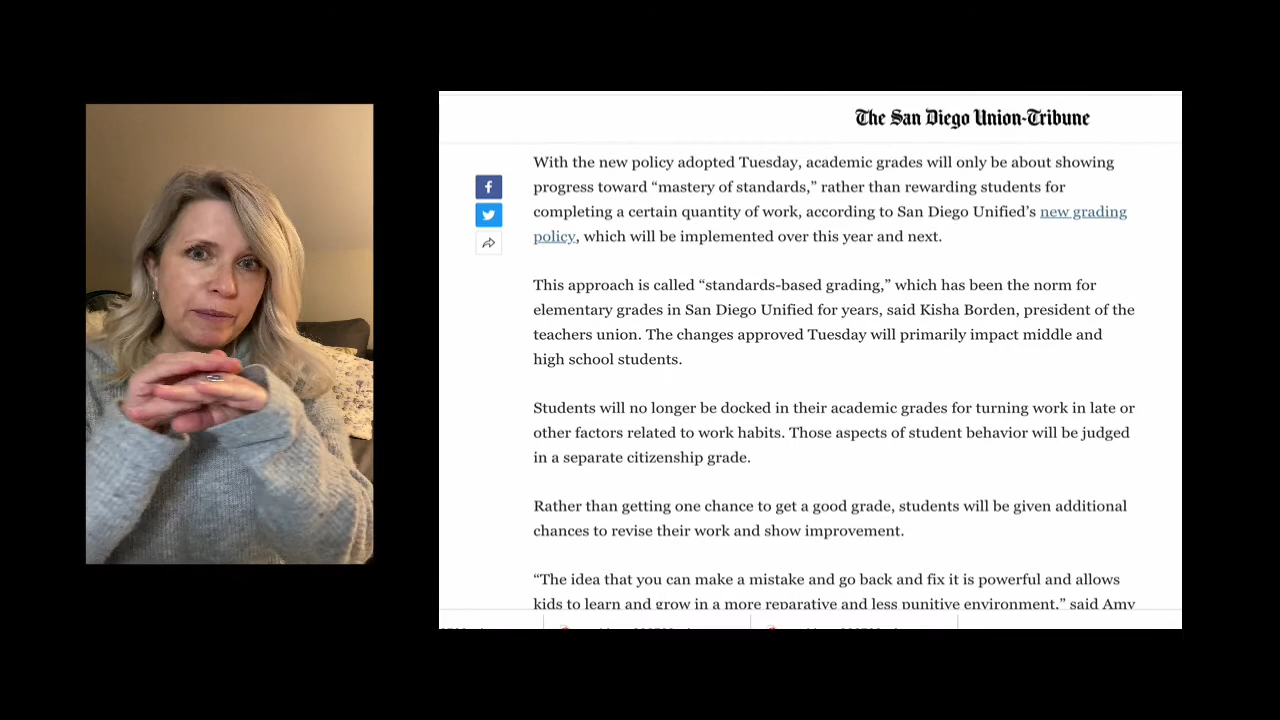 The San Diego Union-Tribune
With the new policy adopted Tuesday, academic grades will only be about showing
progress toward “mastery of standards,” rather than rewarding students for
completing a certain quantity of work, according to San Diego Unified’s new grading
policy, which will be implemented over this year and next.
This approach is called “standards-based grading,” which has been the norm for
elementary grades in San Diego Unified for years, said Kisha Borden, president of the
teachers union. The changes approved Tuesday will primarily impact middle and
high school students.
Students will no longer be docked in their academic grades for turning work in late or
other factors related to work habits. Those aspects of student behavior will be judged
in a separate citizenship grade.
Rather than getting one chance to get a good grade, students will be given additional
chances to revise their work and show improvement.
“The idea that you can make a mistake and go back and fix it is powerful and allows
kids to learn and grow in a more reparative and less punitive environment,” said Amy